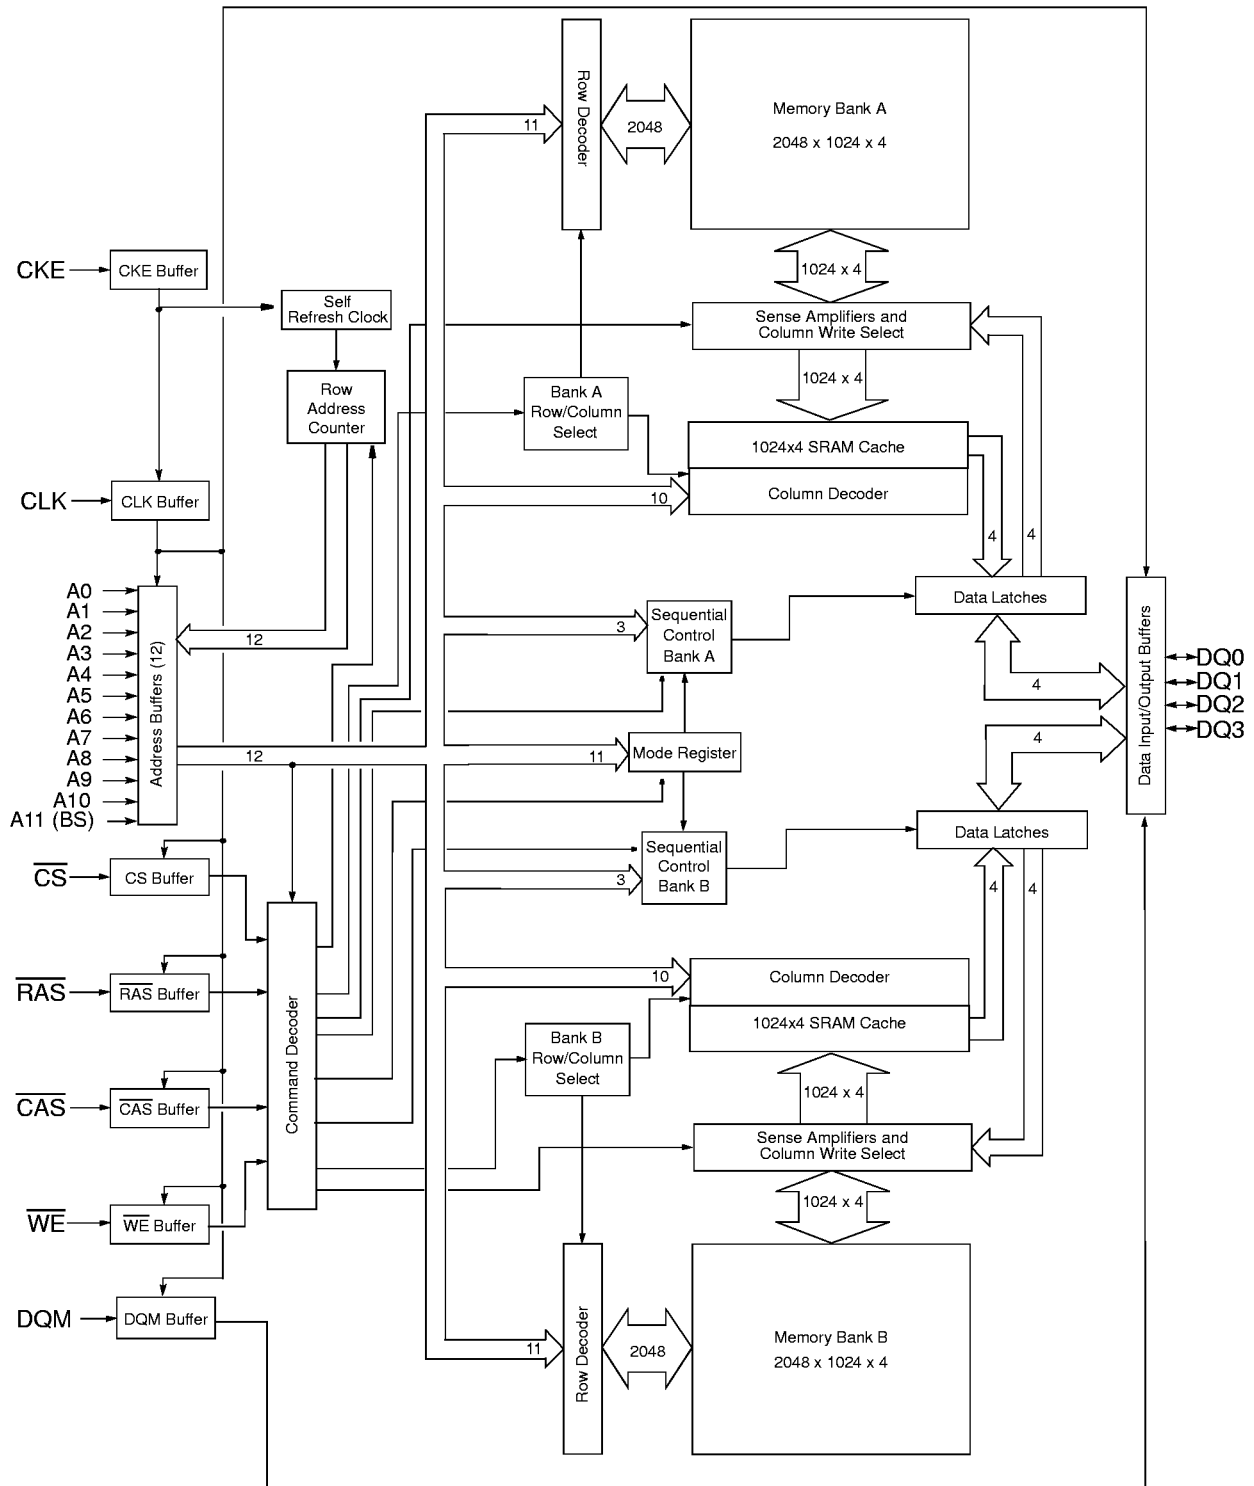 Row Decoder
11
2048
Memory Bank A
2048 x 1024 x 4
CKE
CKE Buffer
1024 x 4
Self
Refresh Clock
Sense Amplifiers and
Column Write Select
Row
Address
Counter
Bank A
Row/Column
Select
1024 x 4
1024x4 SRAM Cache
Column Decoder
10
CLK
CLK Buffer
4
4
A0
A1
A2
A3
A4
A5
A6
A7
A8
A9
A10
A11 (BS)
Address Buffers (12)
12
12
3
Sequential
Control
Bank A
Data Latches
4
Data Input/Output Buffers
DQ0
DQ1
DQ2
DQ3
11
Mode Register
4
Sequential
Control
Bank B
3
Data Latches
4
4
CS
CS Buffer
RAS
RAS Buffer
CAS
CAS Buffer
WE
WE Buffer
Command Decoder
10
Column Decoder
1024x4 SRAM Cache
Bank B
Row/Column
Select
1024 x 4
Sense Amplifiers and
Column Write Select
1024 x 4
DQM
DQM Buffer
11
Row Decoder
2048
Memory Bank B
2048 x 1024 x 4